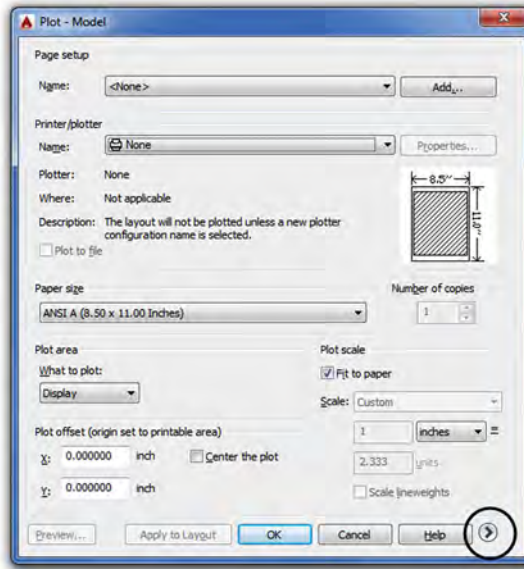 Plot - Model
Page setup
Name: <None> Add...
Printer/plotter
Name: None Properties...
Plotter: None
Where: Not applicable
Description: The layout will not be plotted unless a new plotter
configuration name is selected.
Plot to file
8.5''
11.0''
Paper size
ANSI A (8.50 x 11.00 Inches)
Number of copies
1
Plot area
What to plot:
Display
Plot scale
Fit to paper
Scale: Custom
1 inches =
2.333 units
Scale lineweights
Plot offset (origin set to printable area)
X: 0.000000 inch Center the plot
Y: 0.000000 inch
Preview... Apply to Layout OK Cancel Help